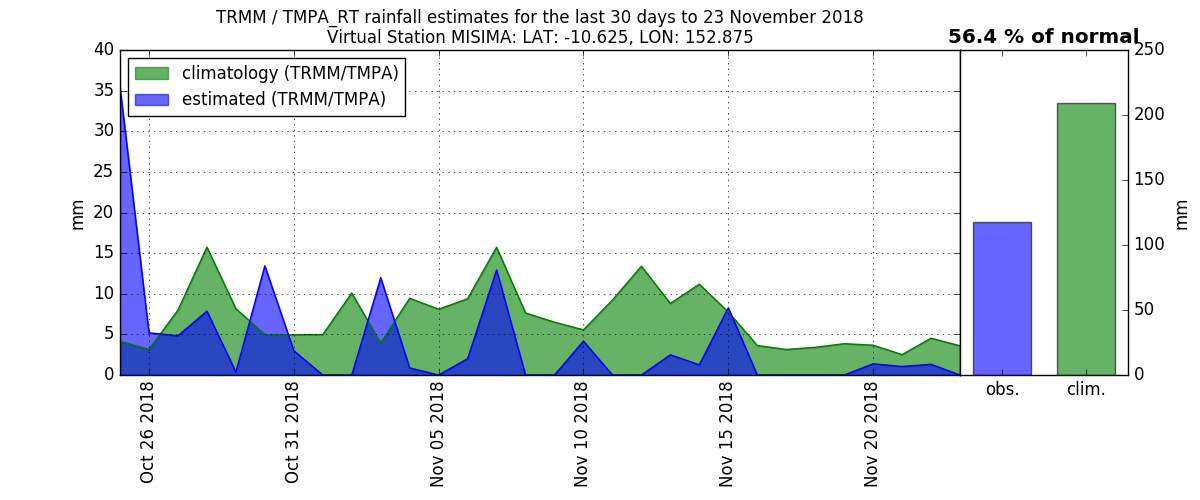 TRMM / TMPA_RT rainfall estimates for the last 30 days to 23 November 2018
Virtual Station MISIMA: LAT: -10.625, LON: 152.875
56.4 % of normal
climatology (TRMM/TMPA)
estimated (TRMM/TMPA)
40
35
30
25
20
15
10
5
0
mm
Oct 26 2018
Oct 31 2018
Nov 05 2018
Nov 10 2018
Nov 15 2018
Nov 20 2018
obs.
clim.
250
200
150
100
50
0
mm